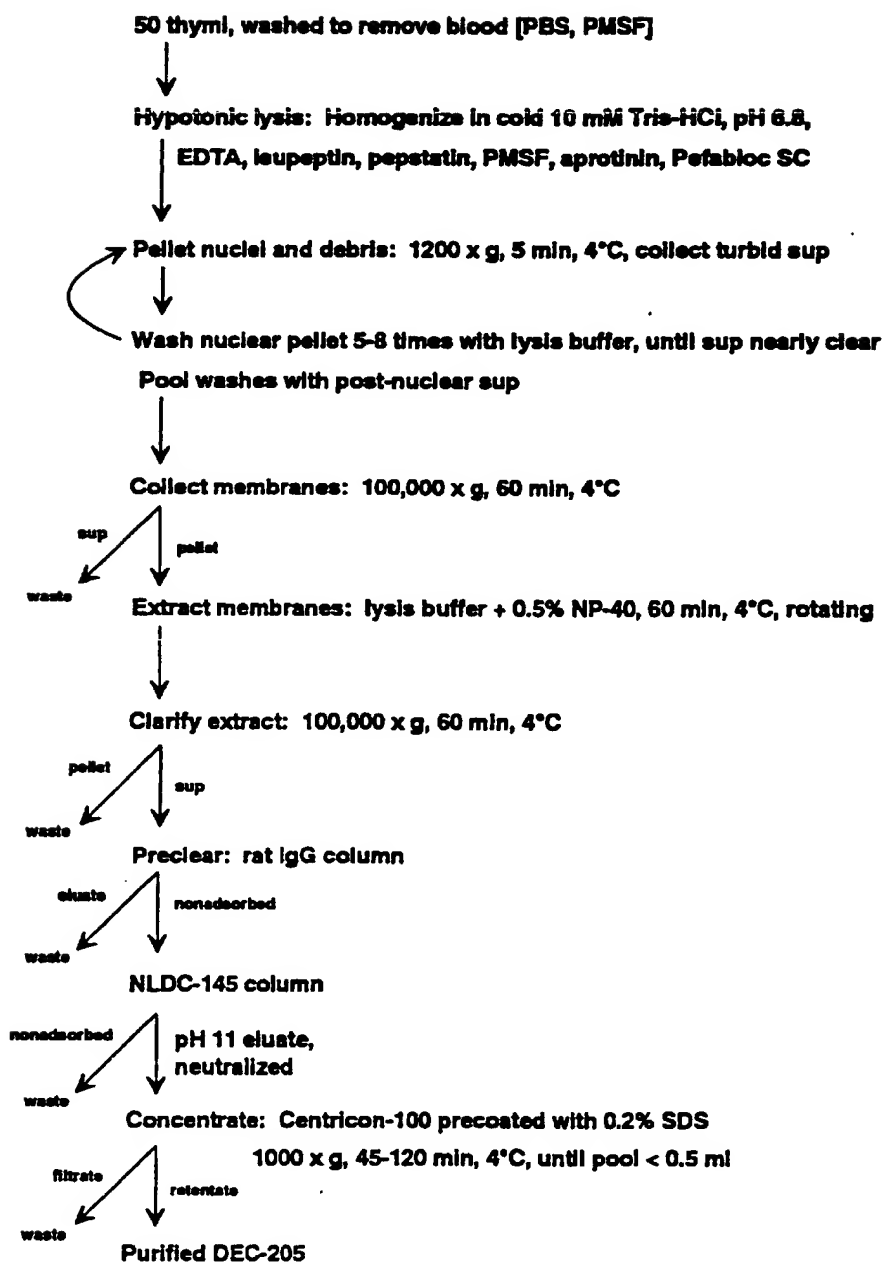 50 thymi, washed to remove blood [PBS, PMSF]
Hypotonic lysis: Homogenize in cold 10 mM Tris-HCl, pH 6.8,
EDTA, leupeptin, pepstatin, PMSF, aprotinin, Pefabloc SC
Pellet nuclei and debris: 1200 x g, 5 min, 4°C, collect turbid sup
Wash nuclear pellet 5-8 times with lysis buffer, until sup nearly clear
Pool washes with post-nuclear sup
Collect membranes: 100,000 x g, 60 min, 4°C
sup
pellet
waste
Extract membranes: lysis buffer + 0.5% NP-40, 60 min, 4°C, rotating
Clarify extract: 100,000 x g, 60 min, 4°C
pellet
sup
waste
Preclear: rat IgG column
eluate
nonadsorbed
waste
NLDC-145 column
nonadsorbed
pH 11 eluate,
neutralized
waste
Concentrate: Centricon-100 precoated with 0.2% SDS
1000 x g, 45-120 min, 4°C, until pool < 0.5 ml
filtrate
retentate
waste
Purified DEC-205